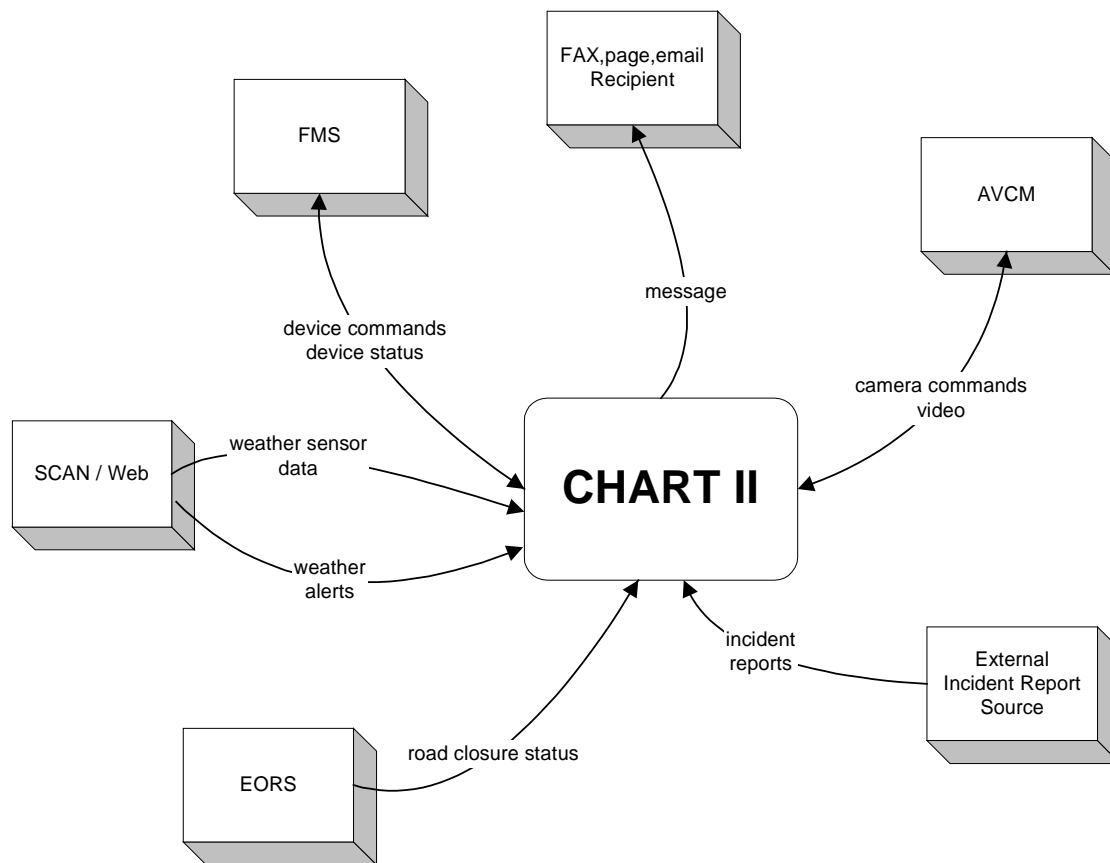 FAX,page,email
Recipient
FMS
AVCM
message
device commands
device status
camera commands
video
weather sensor
data
SCAN / Web
CHART II
weather
alerts
incident
reports
External
Incident Report
Source
road closure status
EORS